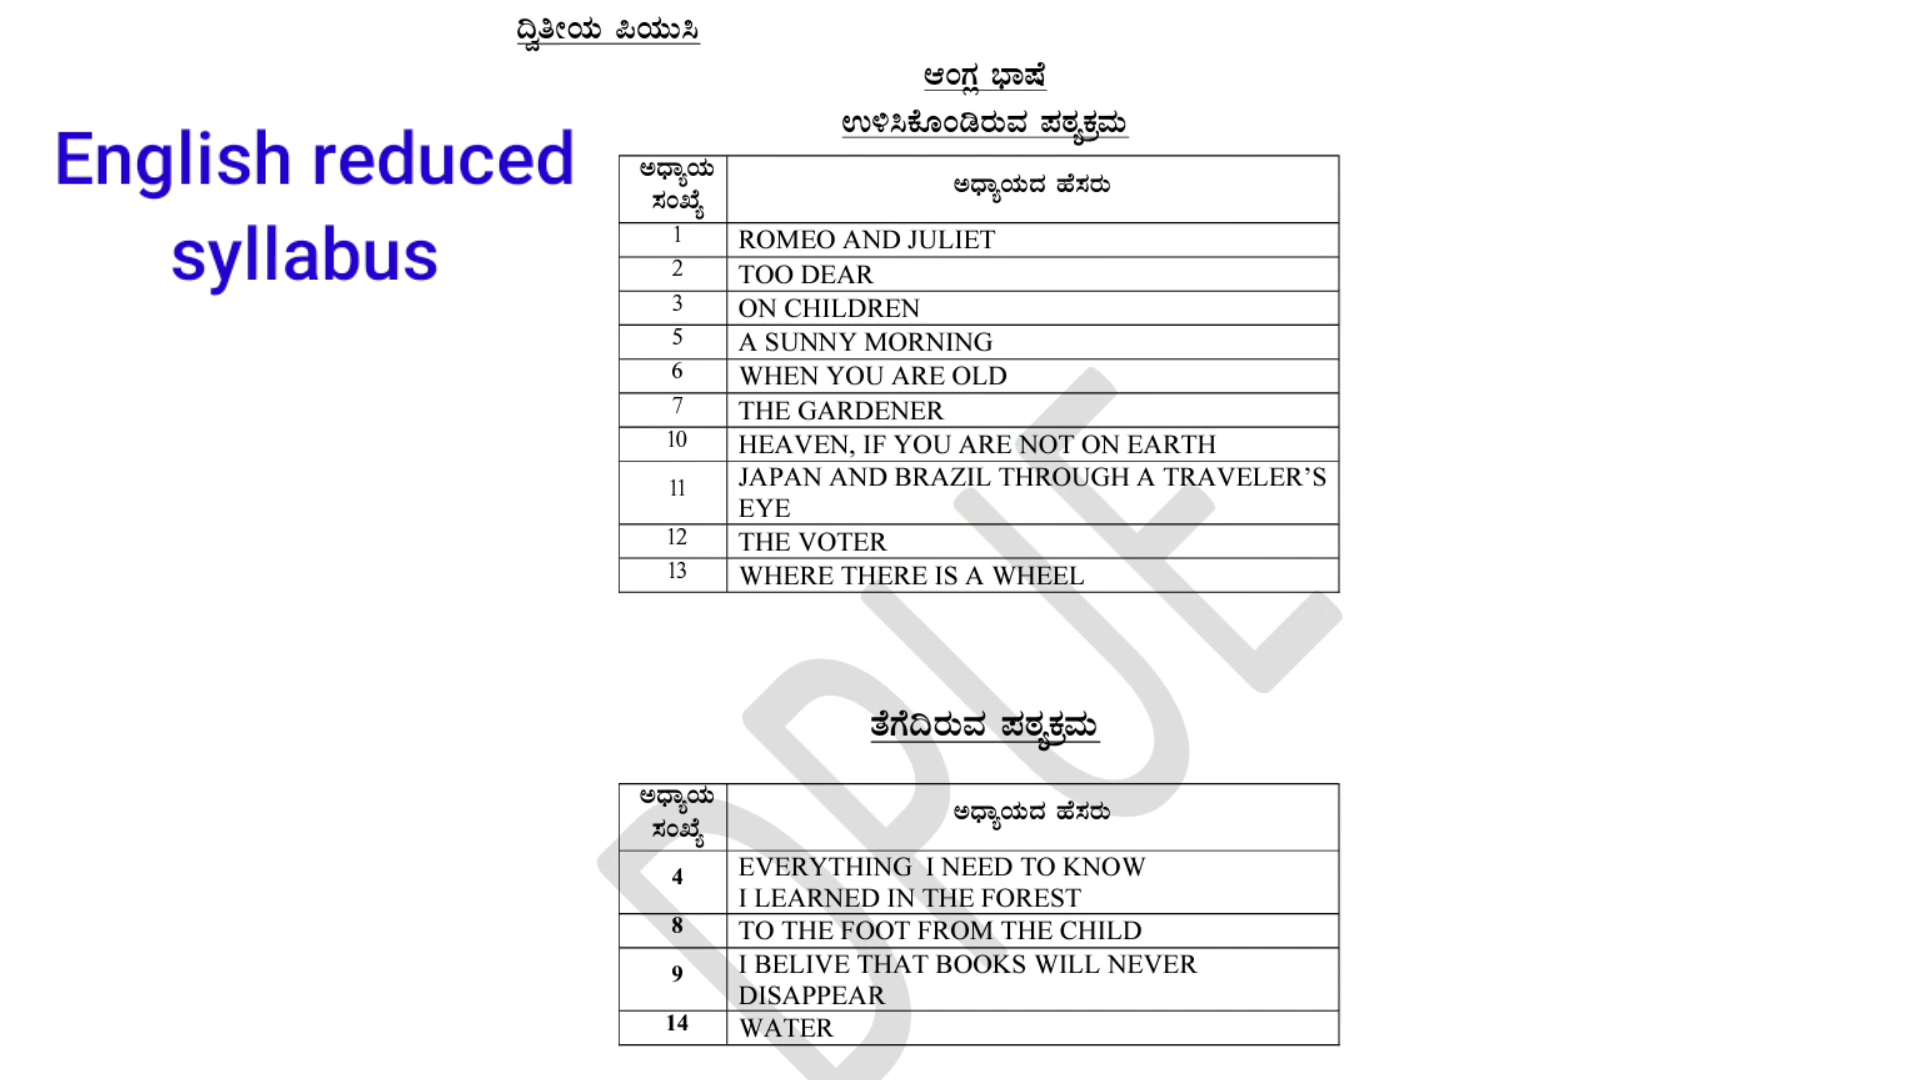 ದ್ವಿತೀಯ ಪಿಯುಸಿ
ಆಂಗ್ಲ ಭಾಷೆ
ಉಳಿಸಿಕೊಂಡಿರುವ ಪಠ್ಯಕ್ರಮ
English reduced
syllabus
ಅಧ್ಯಾಯ
ಸಂಖ್ಯೆ
ಅಧ್ಯಾಯದ ಹೆಸರು
1 ROMEO AND JULIET
2 TOO DEAR
3 ON CHILDREN
5 A SUNNY MORNING
6 WHEN YOU ARE OLD
7 THE GARDENER
10 HEAVEN, IF YOU ARE NOT ON EARTH
11 JAPAN AND BRAZIL THROUGH A TRAVELER’S
EYE
12 THE VOTER
13 WHERE THERE IS A WHEEL
ತೆಗೆದಿರುವ ಪಠ್ಯಕ್ರಮ
ಅಧ್ಯಾಯ
ಸಂಖ್ಯೆ
ಅಧ್ಯಾಯದ ಹೆಸರು
4 EVERYTHING I NEED TO KNOW
I LEARNED IN THE FOREST
8 TO THE FOOT FROM THE CHILD
9 I BELIVE THAT BOOKS WILL NEVER
DISAPPEAR
14 WATER
DPUE